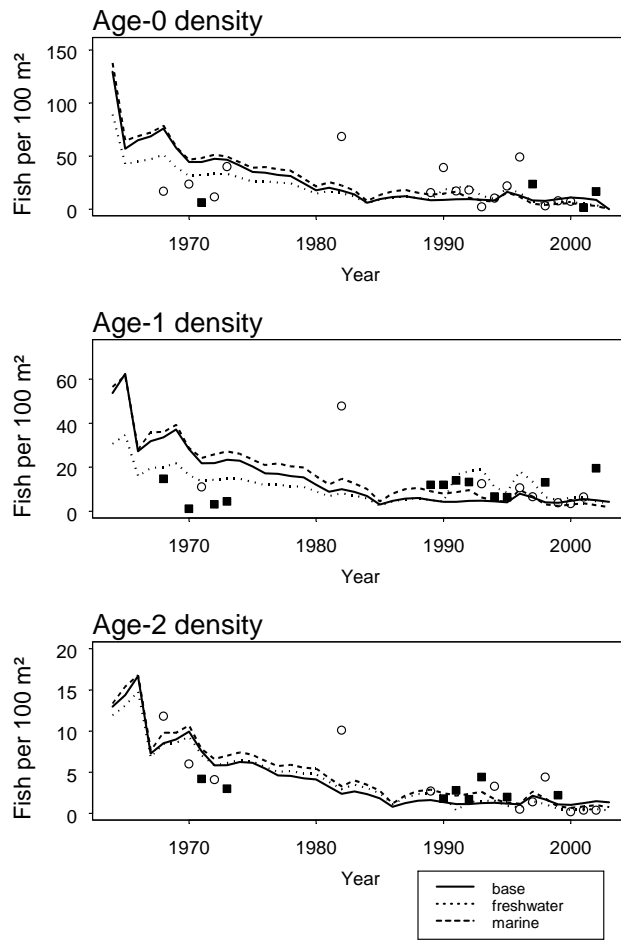 Age-0 density
Fish per 100 m²
150
100
50
0
1970 1980 1990 2000
Year
Age-1 density
Fish per 100 m²
60
40
20
0
1970 1980 1990 2000
Year
Age-2 density
Fish per 100 m²
20
15
10
5
0
1970 1980 1990 2000
Year
base
freshwater
marine